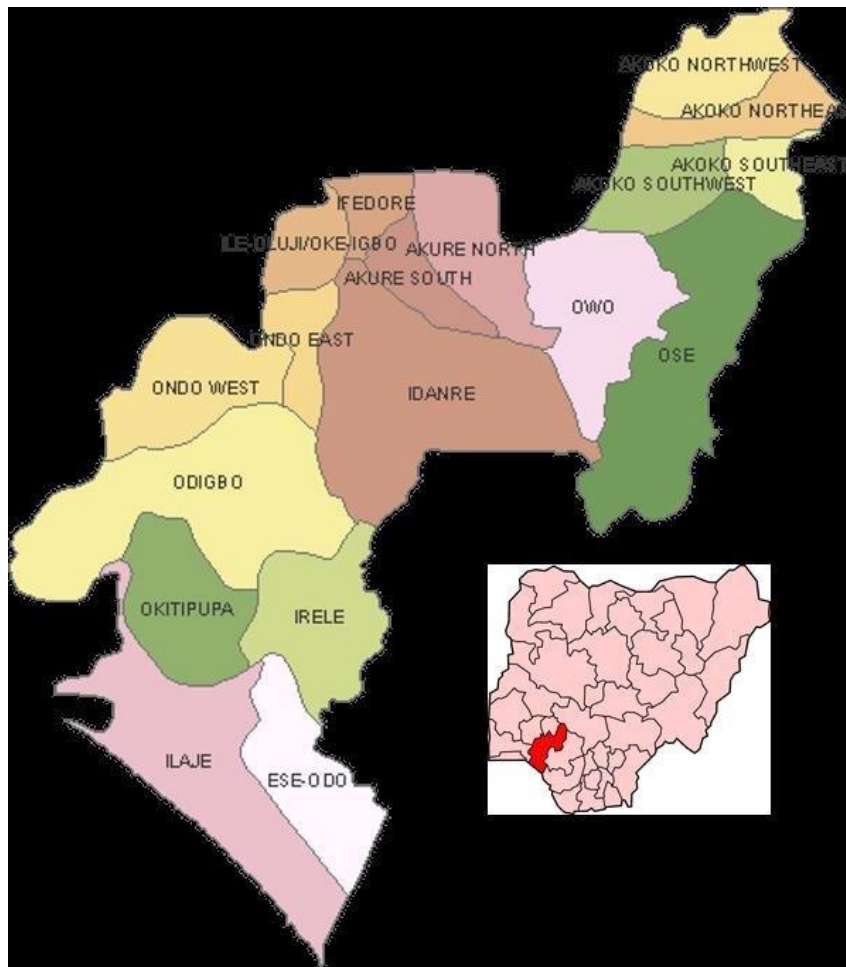 AKOKO NORTHWEST
AKOKO NORTHEAS
AKOKO SOUTHEAST
AKOKO SOUTHWEST
IFEDORE
ILE-OLUJI/OKE-IGBO
AKURE NORTH
AKURE SOUTH
OWO
ONDO EAST
OSE
ONDO WEST
IDANRE
ODIGBO
OKITIPUPA
IRELE
ILAJE
ESE-ODO